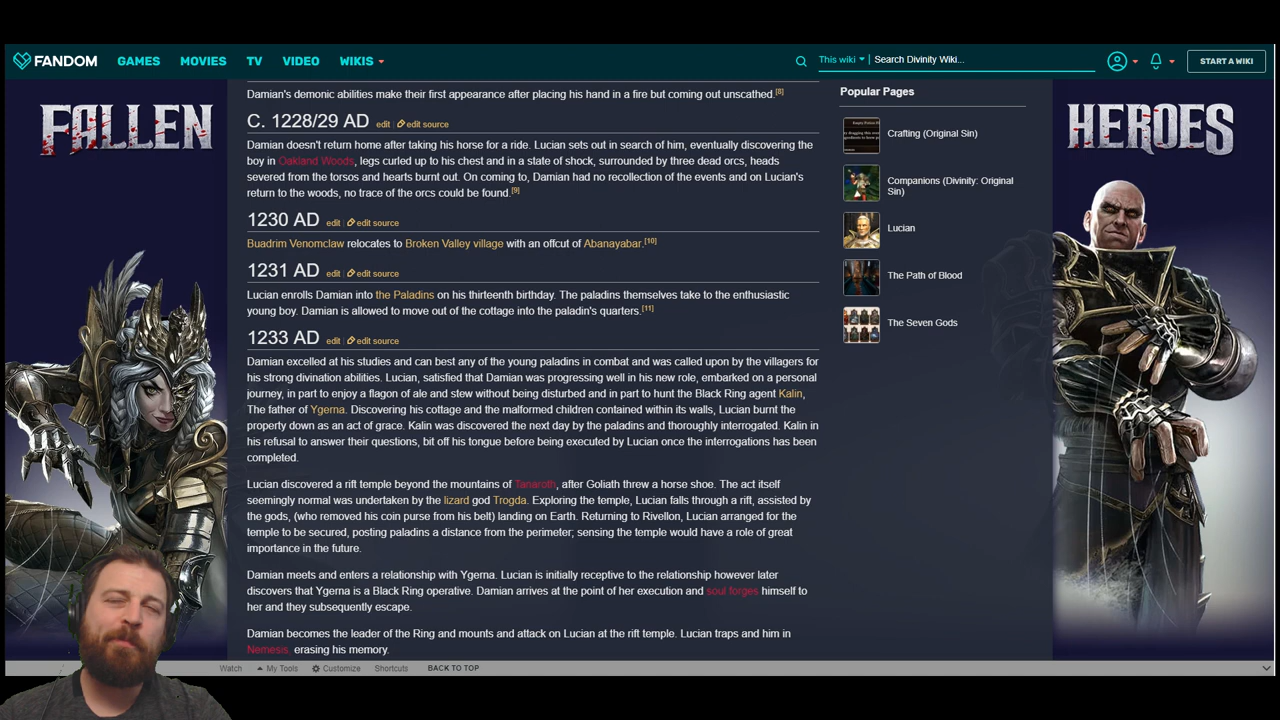 FANDOM GAMES MOVIES TV VIDEO WIKIS This wiki Search Divinity Wiki... START A WIKI
FALLEN
HEROES
Damian's demonic abilities make their first appearance after placing his hand in a fire but coming out unscathed.[8]
C. 1228/29 AD edit edit source
Damian doesn't return home after taking his horse for a ride. Lucian sets out in search of him, eventually discovering the
boy in Oakland Woods, legs curled up to his chest and in a state of shock, surrounded by three dead orcs, heads
severed from the torsos and hearts burnt out. On coming to, Damian had no recollection of the events and on Lucian's
return to the woods, no trace of the orcs could be found.[9]
1230 AD edit edit source
Buadrim Venomclaw relocates to Broken Valley village with an offcut of Abanayabar.[10]
1231 AD edit edit source
Lucian enrolls Damian into the Paladins on his thirteenth birthday. The paladins themselves take to the enthusiastic
young boy. Damian is allowed to move out of the cottage into the paladin's quarters.[11]
1233 AD edit edit source
Damian excelled at his studies and can best any of the young paladins in combat and was called upon by the villagers for
his strong divination abilities. Lucian, satisfied that Damian was progressing well in his new role, embarked on a personal
journey, in part to enjoy a flagon of ale and stew without being disturbed and in part to hunt the Black Ring agent Kalin,
The father of Ygerna. Discovering his cottage and the malformed children contained within its walls, Lucian burnt the
property down as an act of grace. Kalin was discovered the next day by the paladins and thoroughly interrogated. Kalin in
his refusal to answer their questions, bit off his tongue before being executed by Lucian once the interrogations has been
completed.
Lucian discovered a rift temple beyond the mountains of Tanaroth, after Goliath threw a horse shoe. The act itself
seemingly normal was undertaken by the lizard god Trogda. Exploring the temple, Lucian falls through a rift, assisted by
the gods, (who removed his coin purse from his belt) landing on Earth. Returning to Rivellon, Lucian arranged for the
temple to be secured, posting paladins a distance from the perimeter; sensing the temple would have a role of great
importance in the future.
Damian meets and enters a relationship with Ygerna. Lucian is initially receptive to the relationship however later
discovers that Ygerna is a Black Ring operative. Damian arrives at the point of her execution and soul forges himself to
her and they subsequently escape.
Damian becomes the leader of the Ring and mounts and attack on Lucian at the rift temple. Lucian traps and him in
Nemesis, erasing his memory.
Popular Pages
Crafting (Original Sin)
Companions (Divinity: Original
Sin)
Lucian
The Path of Blood
The Seven Gods
Watch My Tools Customize Shortcuts BACK TO TOP